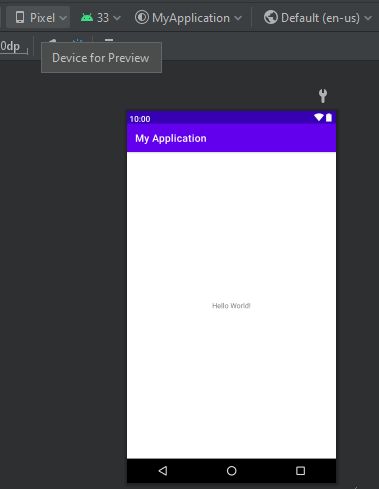 Pixel 33 MyApplication Default (en-us)
0dp
Device for Preview
10:00
My Application
Hello World!